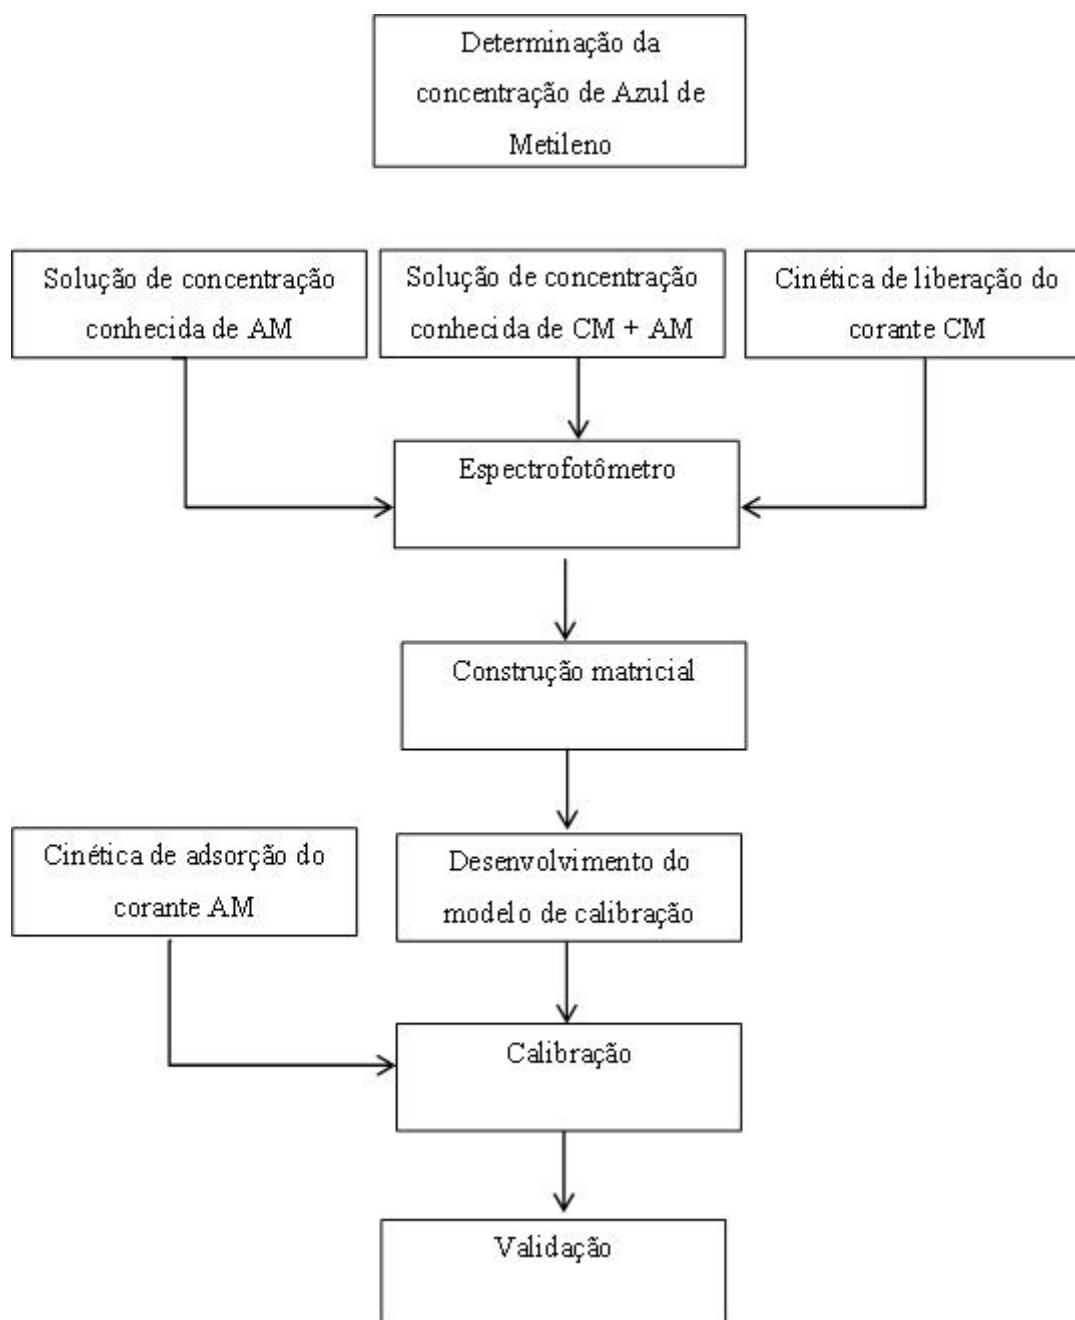 Determinação da
concentração de Azul de
Metileno
Solução de concentração
conhecida de AM
Solução de concentração
conhecida de CM + AM
Cinética de liberação do
corante CM
Espectrofotômetro
Construção matricial
Cinética de adsorção do
corante AM
Desenvolvimento do
modelo de calibração
Calibração
Validação